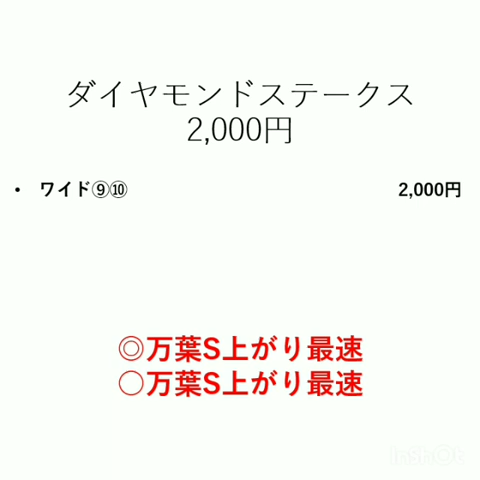 ダイヤモンドステークス
2,000円
• ワイド⑨⑩ 2,000円
◎万葉S上がり最速
○万葉S上がり最速
InShOt